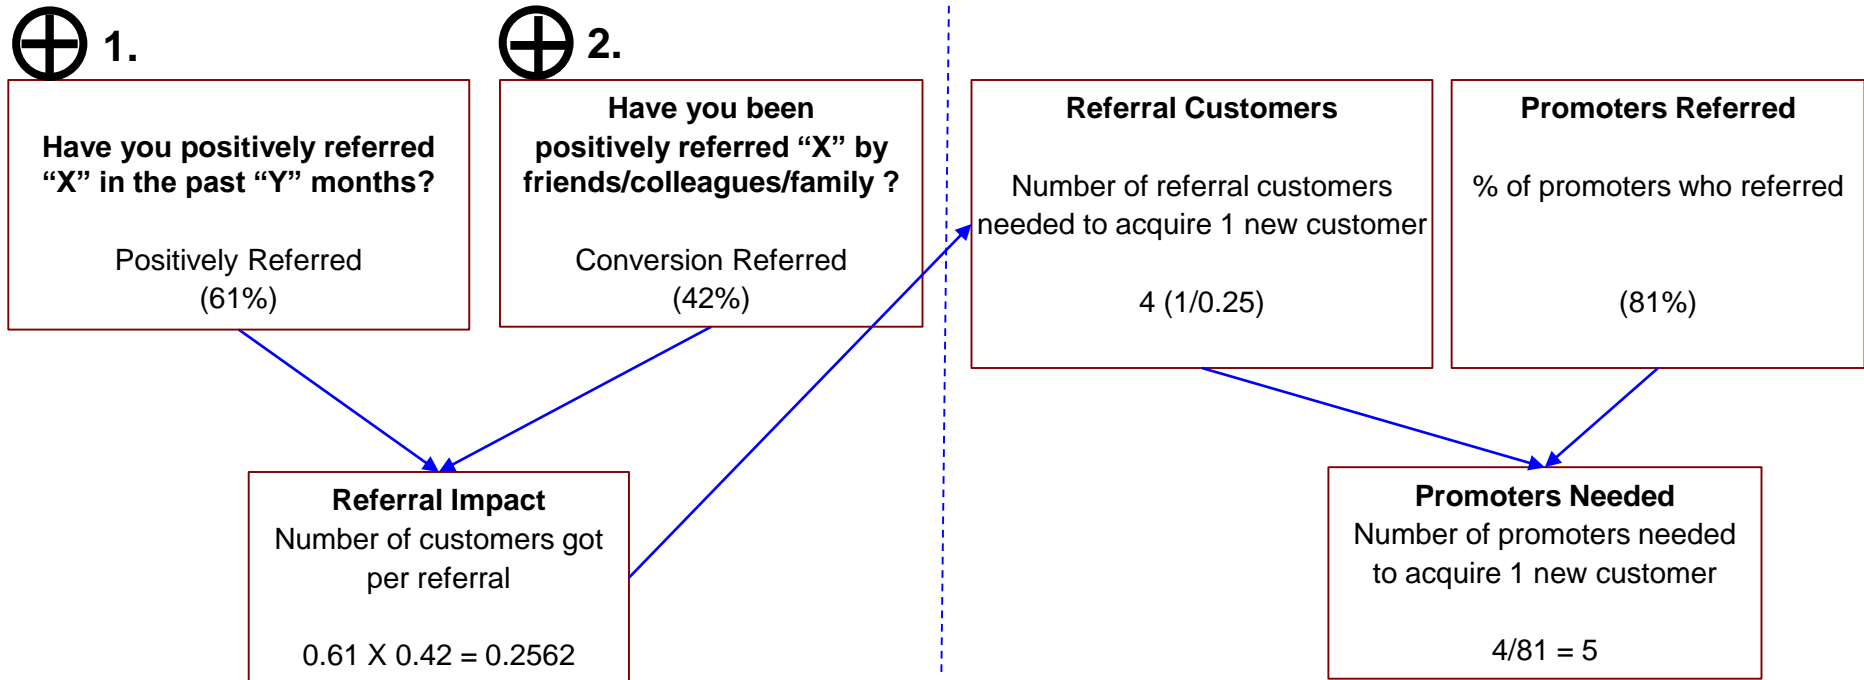 1.
Have you positively referred
“X” in the past “Y” months?
Positively Referred
(61%)
2.
Have you been
positively referred “X” by
friends/colleagues/family ?
Conversion Referred
(42%)
Referral Impact
Number of customers got
per referral
0.61 X 0.42 = 0.2562
Referral Customers
Number of referral customers
needed to acquire 1 new customer
4 (1/0.25)
Promoters Referred
% of promoters who referred
(81%)
Promoters Needed
Number of promoters needed
to acquire 1 new customer
4/81 = 5